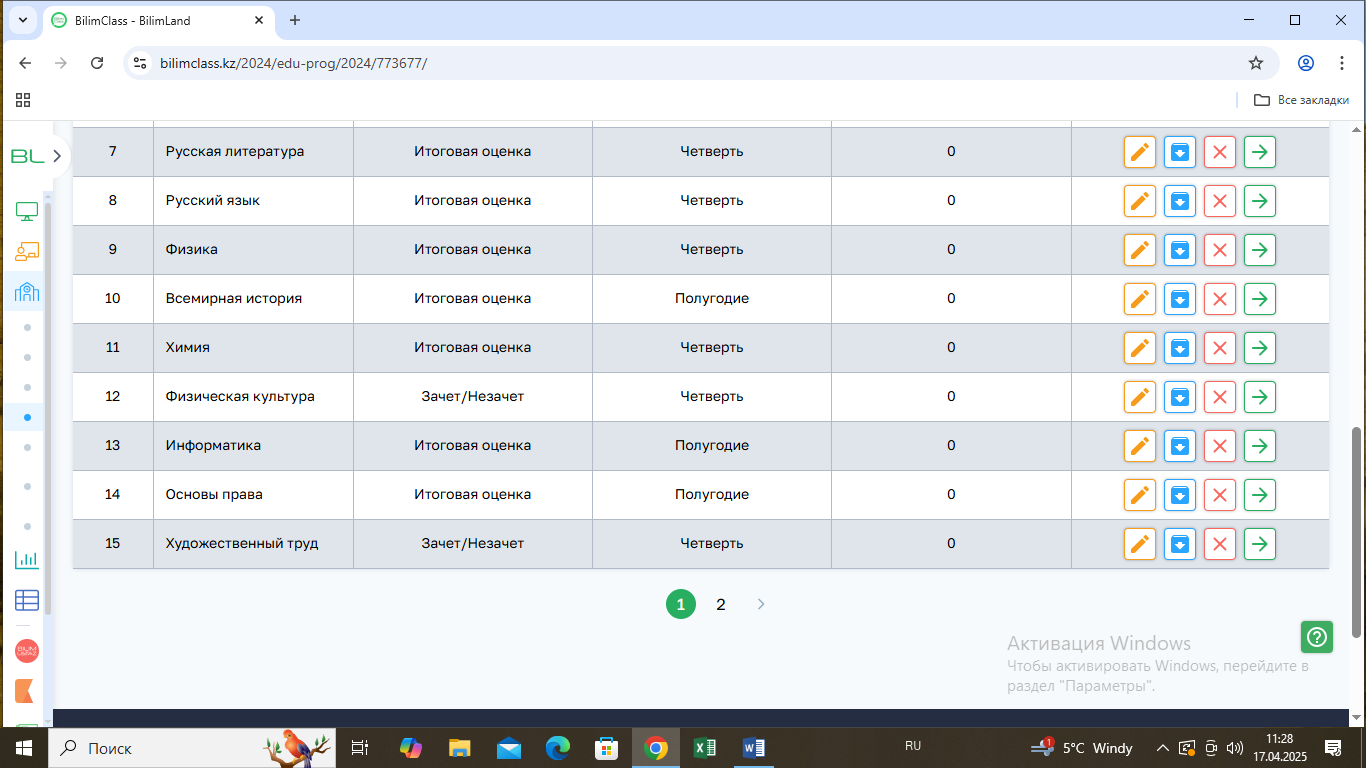 BilimClass - BilimLand
bilimclass.kz/2024/edu-prog/2024/773677/
Все закладки
BL
7 Русская литература Итоговая оценка Четверть 0
8 Русский язык Итоговая оценка Четверть 0
9 Физика Итоговая оценка Четверть 0
10 Всемирная история Итоговая оценка Полугодие 0
11 Химия Итоговая оценка Четверть 0
12 Физическая культура Зачет/Незачет Четверть 0
13 Информатика Итоговая оценка Полугодие 0
14 Основы права Итоговая оценка Полугодие 0
15 Художественный труд Зачет/Незачет Четверть 0
1 2
Активация Windows
Чтобы активировать Windows, перейдите в
раздел "Параметры".
Поиск
RU
1
5°C Windy
11:28
17.04.2025